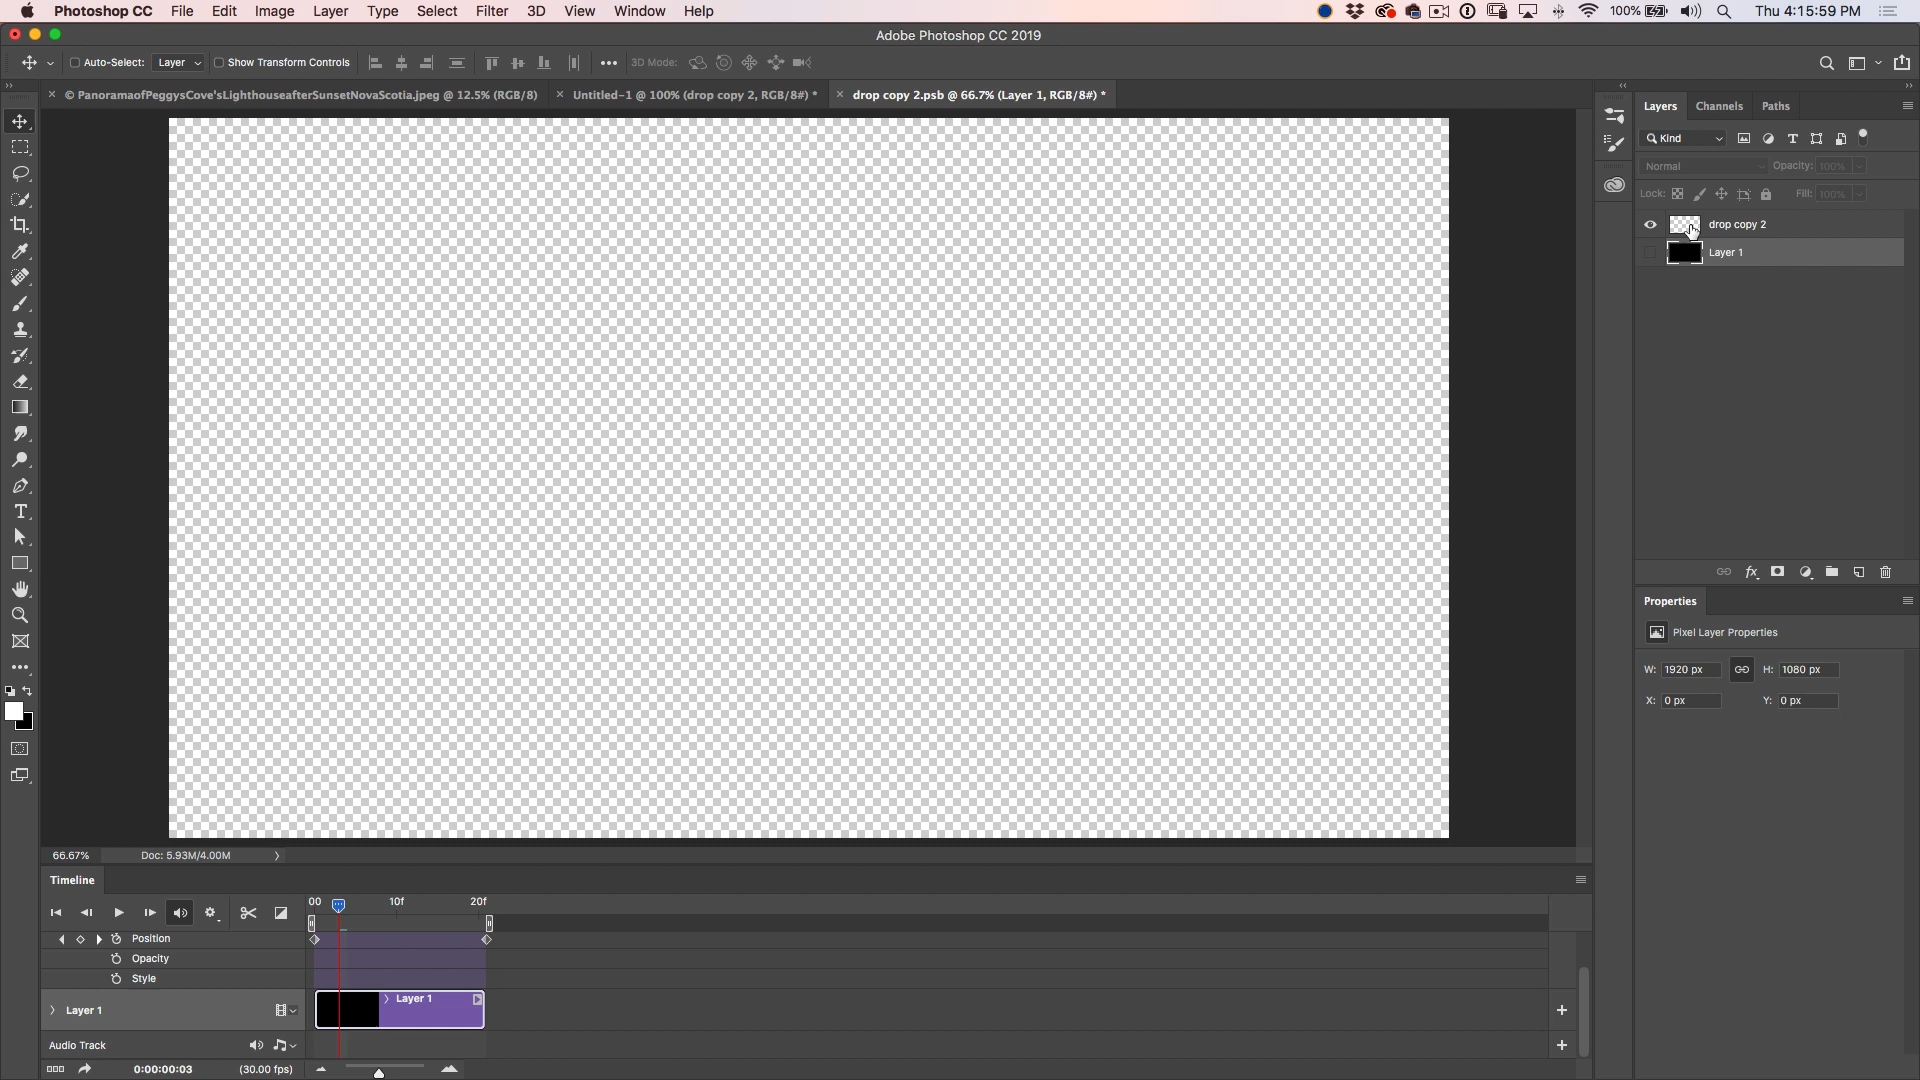 Photoshop CC File Edit Image Layer Type Select Filter 3D View Window Help 100% Thu 4:15:59 PM
Adobe Photoshop CC 2019
Auto-Select: Layer Show Transform Controls 3D Mode:
© PanoramaofPeggysCove'sLighthouseafterSunsetNovaScotia.jpeg @ 12.5% (RGB/8) Untitled-1 @ 100% (drop copy 2, RGB/8#) * drop copy 2.psb @ 66.7% (Layer 1, RGB/8#) *
Layers Channels Paths
Kind
Normal Opacity: 100%
Lock: Fill: 100%
drop copy 2
Layer 1
Properties
Pixel Layer Properties
W: 1920 px H: 1080 px
X: 0 px Y: 0 px
66.67% Doc: 5.93M/4.00M
Timeline
00 10f 20f
Position
Opacity
Style
Layer 1 Layer 1
Audio Track
0:00:00:03 (30.00 fps)